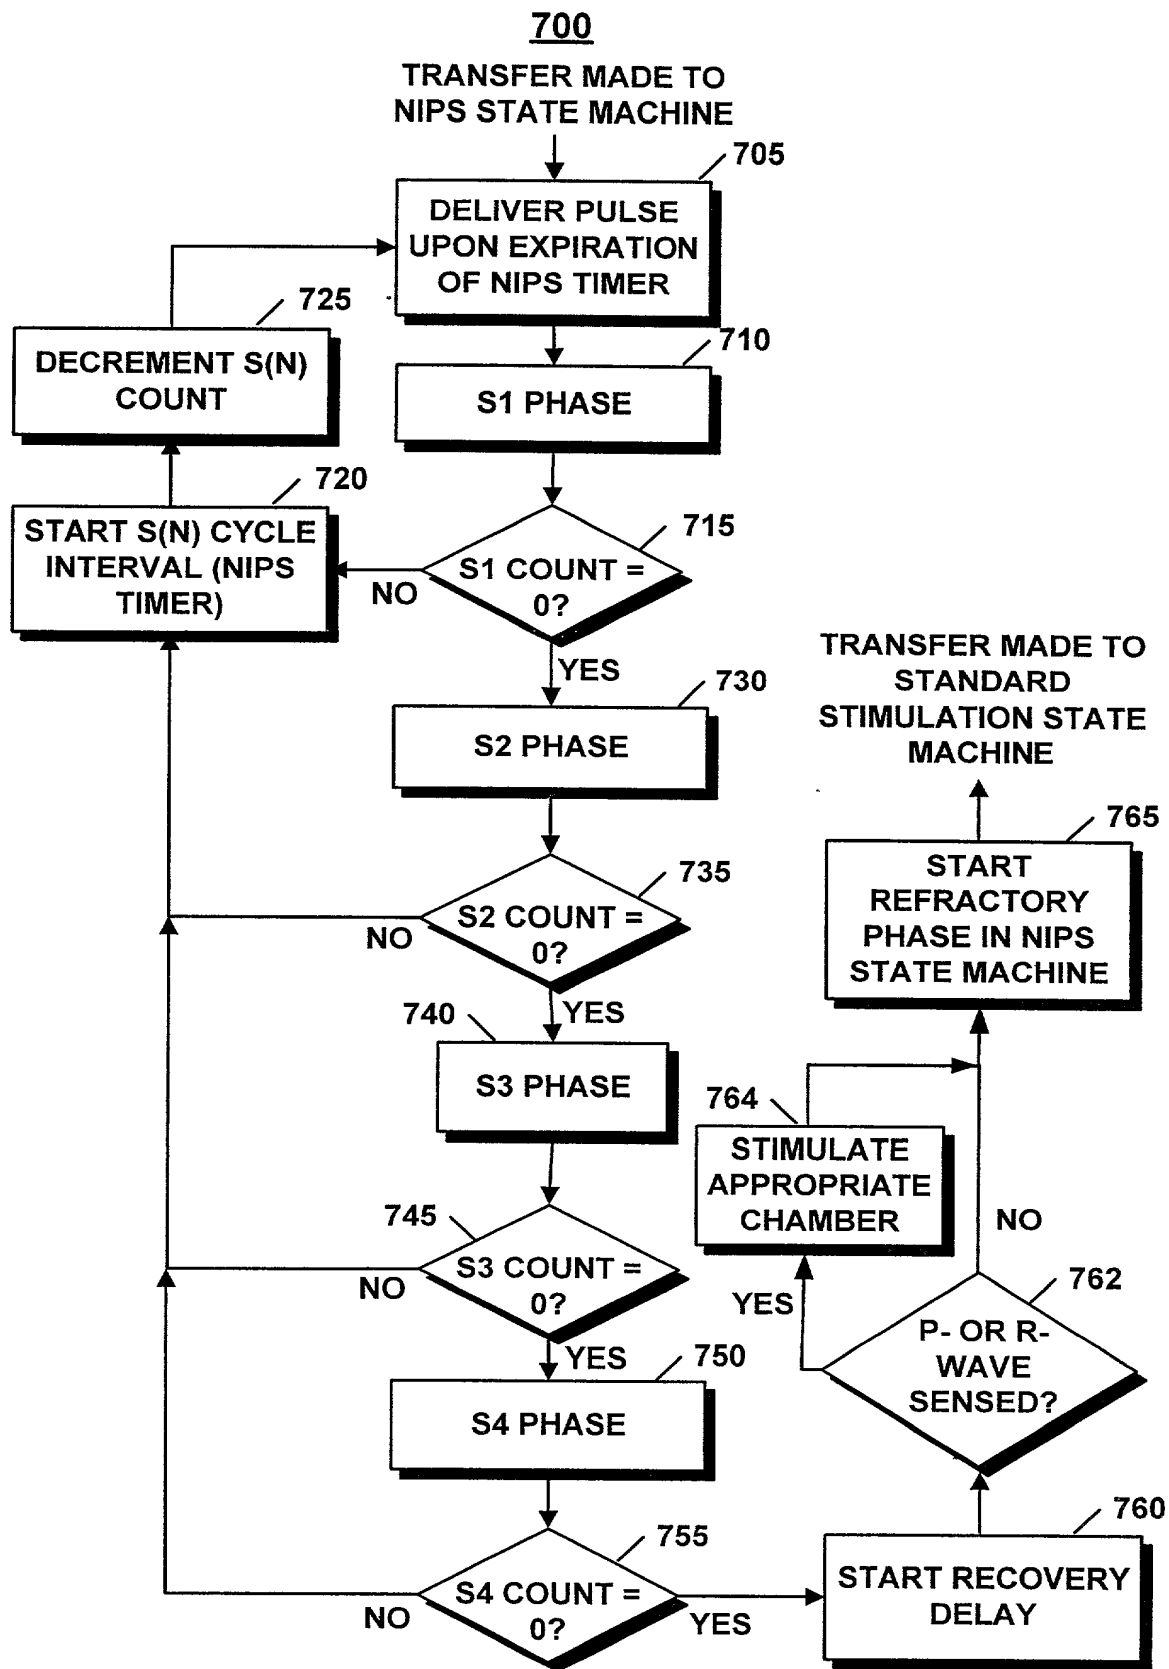 700
TRANSFER MADE TO
NIPS STATE MACHINE
705
DELIVER PULSE
UPON EXPIRATION
OF NIPS TIMER
725
DECREMENT S(N)
COUNT
710
S1 PHASE
720
START S(N) CYCLE
INTERVAL (NIPS
TIMER)
715
S1 COUNT =
0?
NO
YES
730
S2 PHASE
735
S2 COUNT =
0?
NO
YES
740
S3 PHASE
745
S3 COUNT =
0?
NO
YES
750
S4 PHASE
755
S4 COUNT =
0?
NO
YES
760
START RECOVERY
DELAY
762
P- OR R-
WAVE
SENSED?
YES
NO
764
STIMULATE
APPROPRIATE
CHAMBER
765
START
REFRACTORY
PHASE IN NIPS
STATE MACHINE
TRANSFER MADE TO
STANDARD
STIMULATION STATE
MACHINE